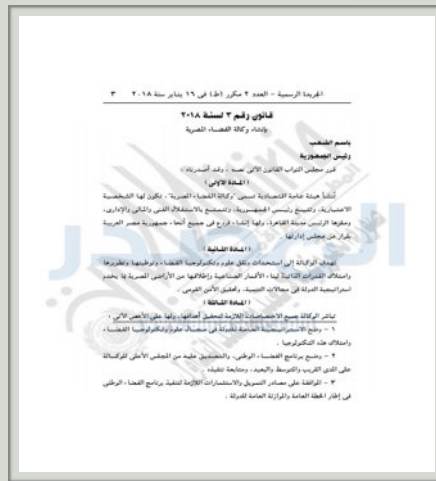 الجريدة الرسمية – العدد ٢ مكرر (ط) فى ١٦ يناير سنة ٢٠١٨ ٣
قانون رقم ٣ لسنة ٢٠١٨
بإنشاء وكالة الفضاء المصرية
باسم الشعب
رئيس الجمهورية
قرر مجلس النواب القانون الآتى نصه ، وقد أصدرناه :
(المادة الأولى)
تُنشأ هيئة عامة اقتصادية تسمى "وكالة الفضاء المصرية"، تكون لها الشخصية
الاعتبارية، وتتبع رئيس الجمهورية، وتتمتع بالاستقلال الفنى والمالى والإدارى،
ومقرها الرئيس مدينة القاهرة، ولها إنشاء فروع فى جميع أنحاء جمهورية مصر العربية
بقرار من مجلس إدارتها .
(المادة الثانية)
تهدف الوكالة إلى استحداث ونقل علوم وتكنولوجيا الفضاء وتوطينها وتطويرها
وامتلاك القدرات الذاتية لبناء الأقمار الصناعية وإطلاقها من الأراضى المصرية بما يخدم
استراتيجية الدولة فى مجالات التنمية، وتحقيق الأمن القومى .
(المادة الثالثة)
تباشر الوكالة جميع الاختصاصات اللازمة لتحقيق أهدافها، ولها على الأخص الآتى :
١ – وضع الاستراتيجية العامة للدولة فى مجال علوم وتكنولوجيا الفضاء
وامتلاك هذه التكنولوجيا .
٢ – وضع برنامج الفضاء الوطنى، والتصديق عليه من المجلس الأعلى للوكالة
على المدى القريب والمتوسط والبعيد، ومتابعة تنفيذه .
٣ – الموافقة على مصادر التمويل والاستثمارات اللازمة لتنفيذ برنامج الفضاء الوطنى
فى إطار الخطة العامة والموازنة العامة للدولة .
المصدر